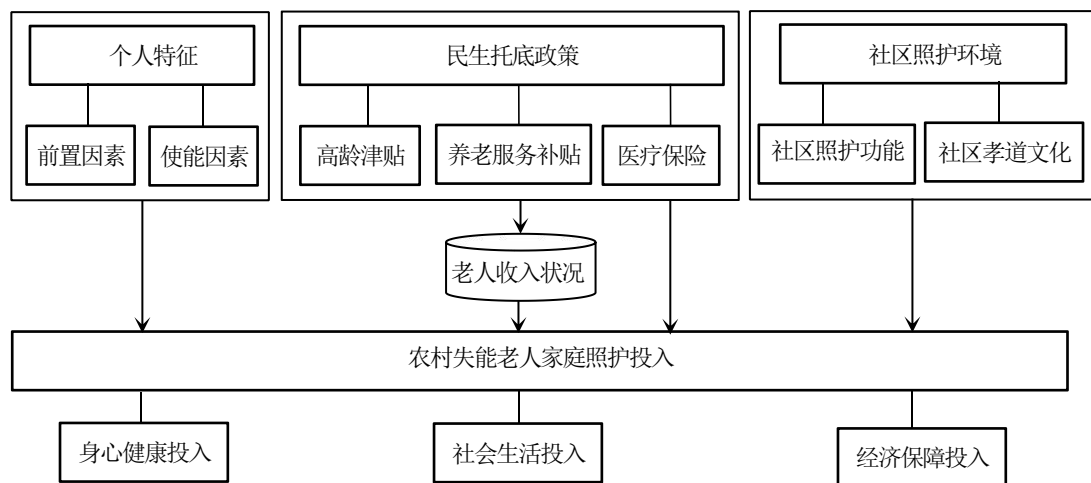 个人特征
民生托底政策
社区照护环境
前置因素
使能因素
高龄津贴
养老服务补贴
医疗保险
社区照护功能
社区孝道文化
老人收入状况
农村失能老人家庭照护投入
身心健康投入
社会生活投入
经济保障投入